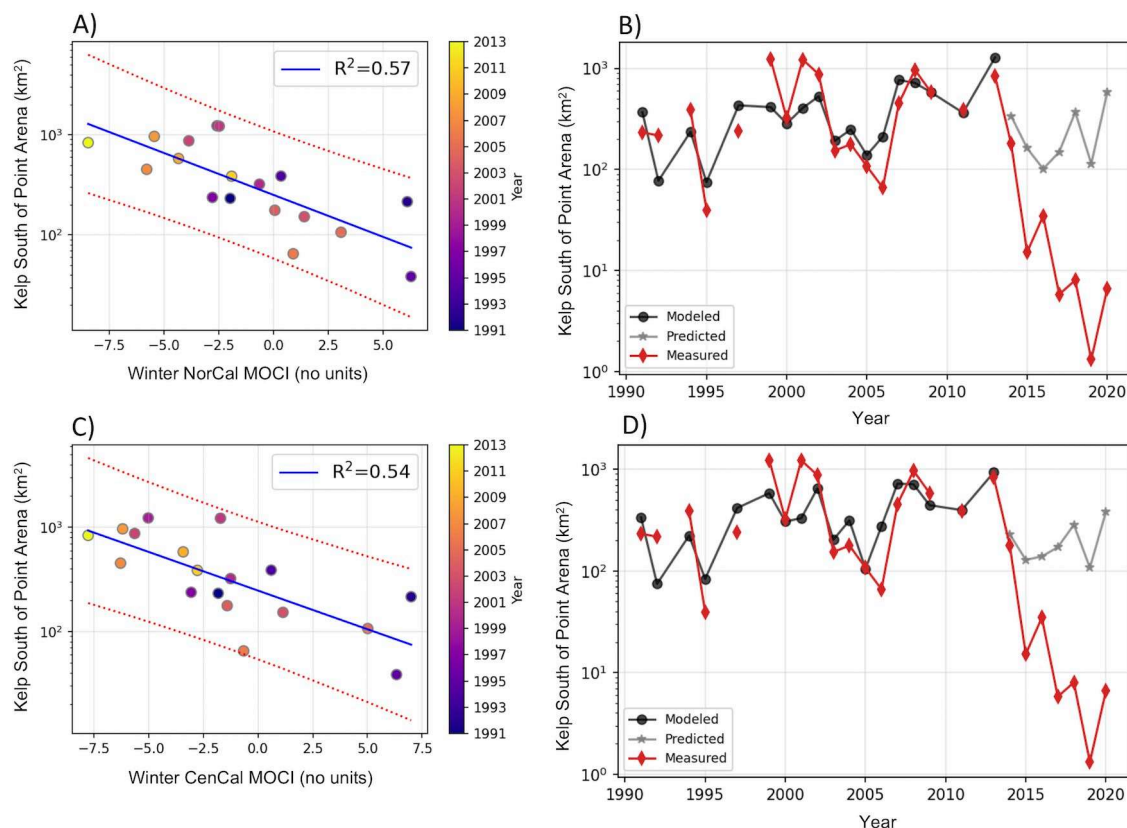 A)
Kelp South of Point Arena (km²)
10³
10²
R²=0.57
−7.5 −5.0 −2.5 0.0 2.5 5.0
Winter NorCal MOCI (no units)
2013
2011
2009
2007
2005
2003
2001
1999
1997
1995
1993
1991
Year
B)
Kelp South of Point Arena (km²)
10³
10²
10¹
10⁰
Modeled
Predicted
Measured
1990 1995 2000 2005 2010 2015 2020
Year
C)
Kelp South of Point Arena (km²)
10³
10²
R²=0.54
−7.5 −5.0 −2.5 0.0 2.5 5.0 7.5
Winter CenCal MOCI (no units)
2013
2011
2009
2007
2005
2003
2001
1999
1997
1995
1993
1991
Year
D)
Kelp South of Point Arena (km²)
10³
10²
10¹
10⁰
Modeled
Predicted
Measured
1990 1995 2000 2005 2010 2015 2020
Year